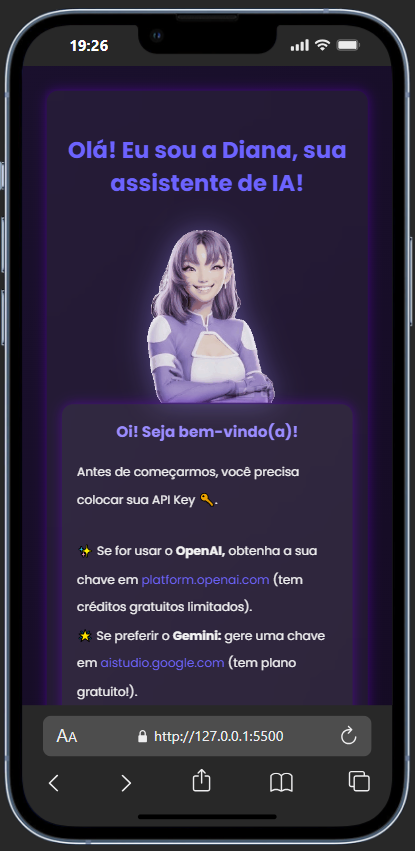 19:26
Olá! Eu sou a Diana, sua
assistente de IA!
Oi! Seja bem-vindo(a)!
Antes de começarmos, você precisa
colocar sua API Key 🔑.
✨ Se for usar o OpenAI, obtenha a sua
chave em platform.openai.com (tem
créditos gratuitos limitados).
🌟 Se preferir o Gemini: gere uma chave
em aistudio.google.com (tem plano
gratuito!).
AA http://127.0.0.1:5500